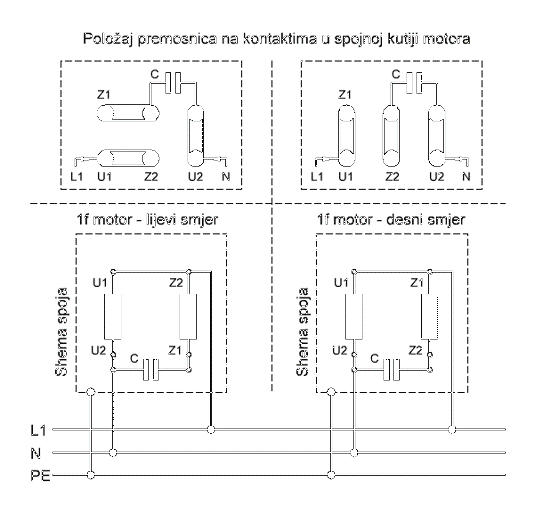 Položaj premosnica na kontaktima u spojnoj kutiji motora
C
Z1
L1 U1 Z2 U2 N
C
Z1
L1 U1 Z2 U2 N
1f motor - lijevi smjer
1f motor - desni smjer
Shema spoja
U1 Z2
U2 C Z1
Shema spoja
U1 Z1
U2 C Z2
L1
N
PE